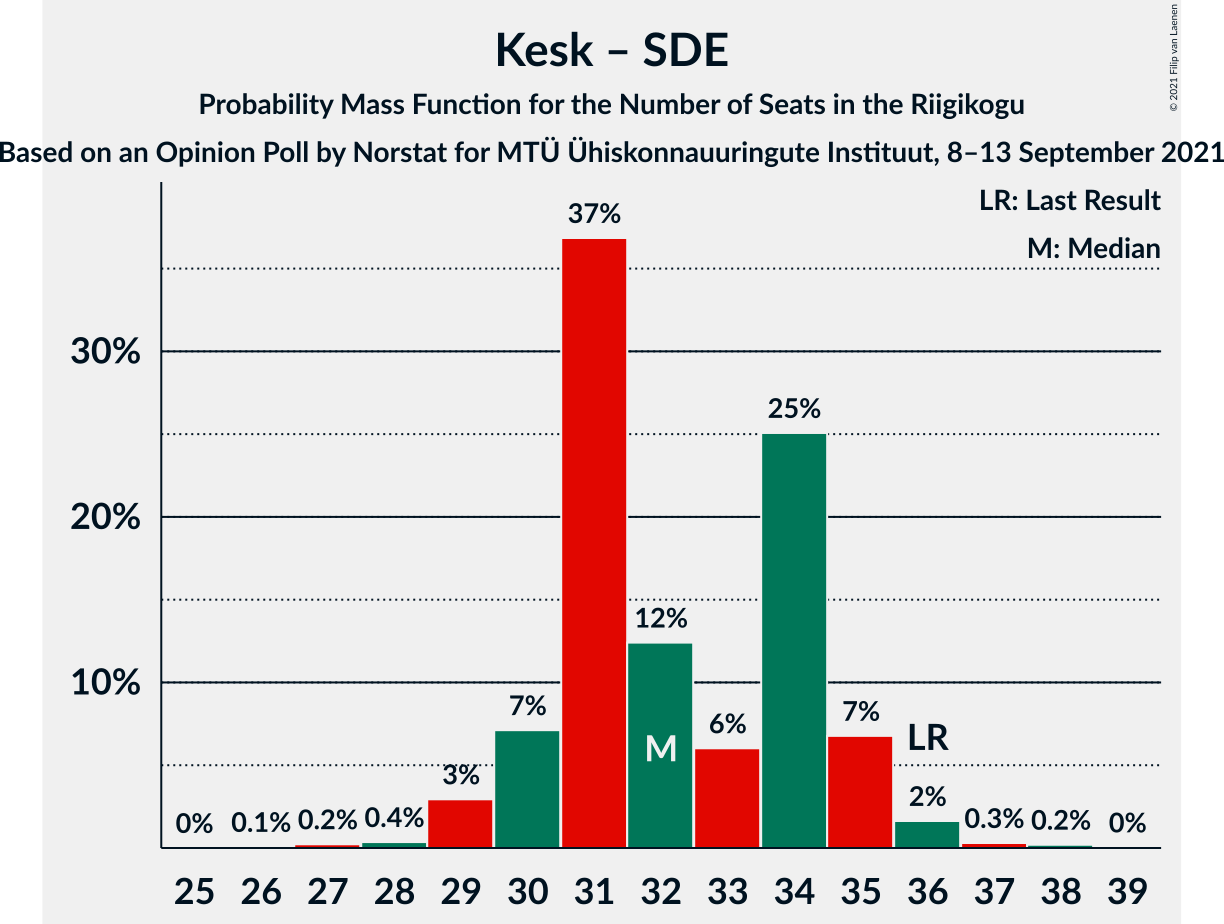 Kesk – SDE
Probability Mass Function for the Number of Seats in the Riigikogu
Based on an Opinion Poll by Norstat for MTÜ Ühiskonnauuringute Instituut, 8–13 September 2021
© 2021 Filip van Laenen
LR: Last Result
M: Median
30%
20%
10%
0% 0.1% 0.2% 0.4% 3% 7% 37% 12% 6% 25% 7% 2% 0.3% 0.2% 0%
M
LR
25 26 27 28 29 30 31 32 33 34 35 36 37 38 39